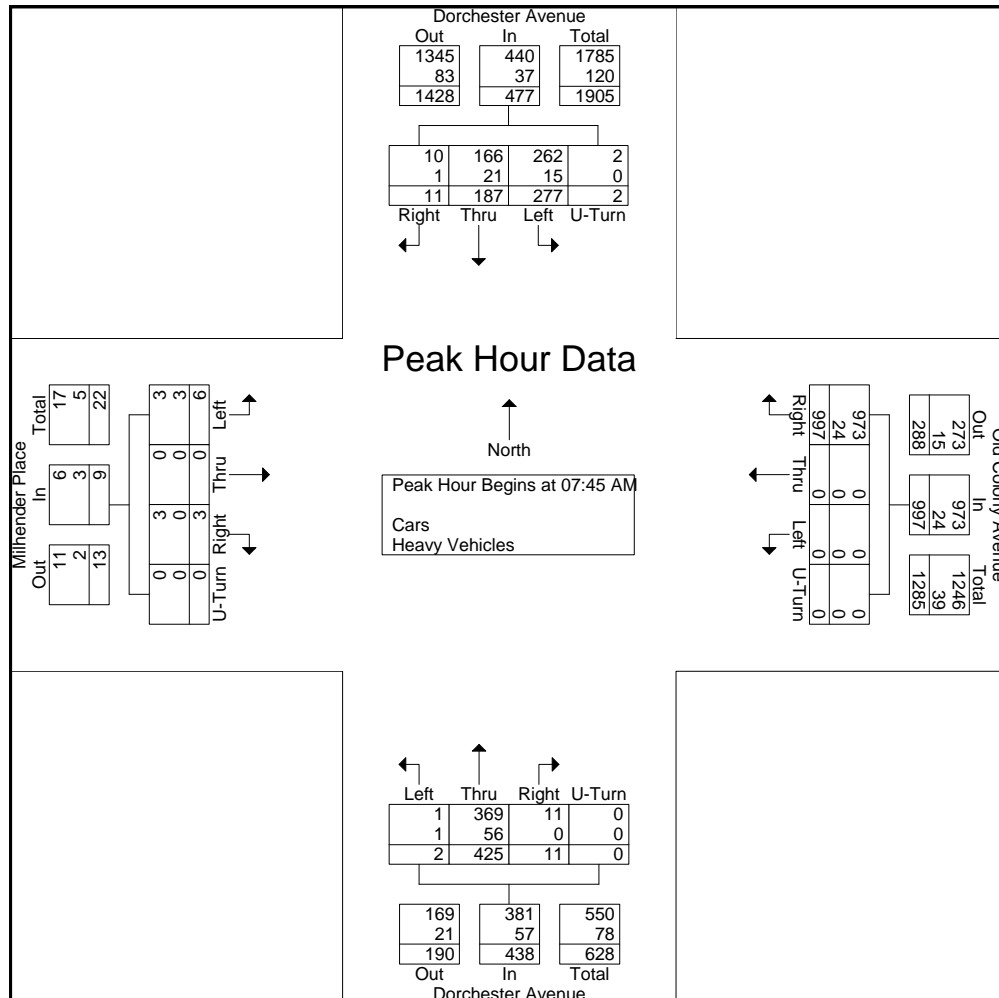 Dorchester Avenue
Out In Total
1345 440 1785
83 37 120
1428 477 1905
10 166 262 2
1 21 15 0
11 187 277 2
Right Thru Left U-Turn
Peak Hour Data
North
Peak Hour Begins at 07:45 AM
Cars
Heavy Vehicles
Milhender Place
Total In Out
17 6 11
5 3 2
22 9 13
3 0 3 0
3 0 0 0
6 0 3 0
Left Thru Right U-Turn
Old Colony Avenue
Out In Total
273 973 1246
15 24 39
288 997 1285
973 0 0 0
24 0 0 0
997 0 0 0
Right Thru Left U-Turn
Left Thru Right U-Turn
1 369 11 0
1 56 0 0
2 425 11 0
169 381 550
21 57 78
190 438 628
Out In Total
Dorchester Avenue